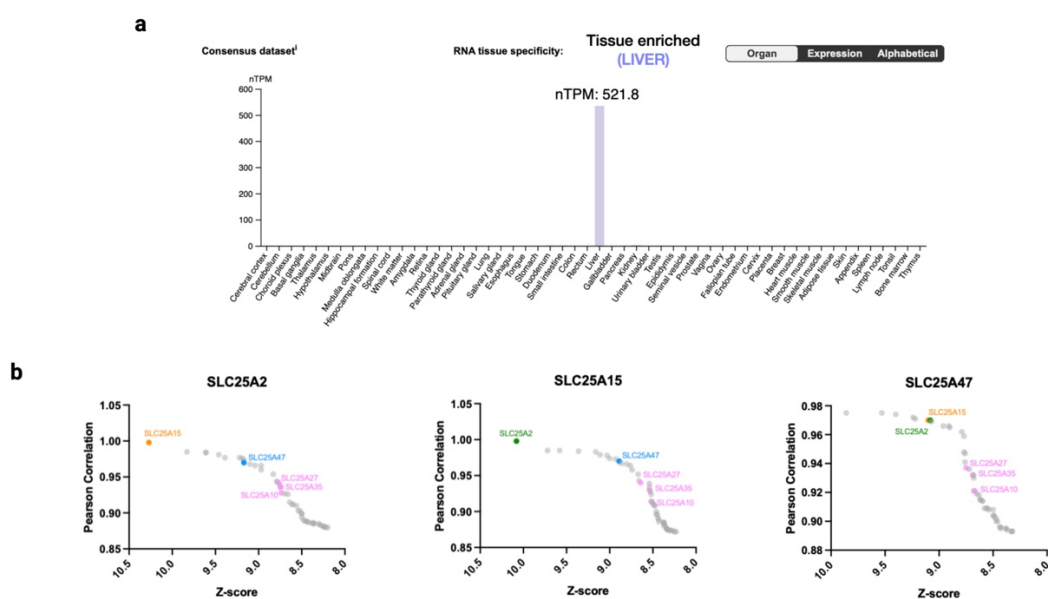 a
Consensus datasetⁱ
RNA tissue specificity:
Tissue enriched
(LIVER)
Organ
Expression
Alphabetical
nTPM
nTPM: 521.8
600
500
400
300
200
100
0
Cerebral cortex
Cerebellum
Choroid plexus
Basal ganglia
Thalamus
Hypothalamus
Midbrain
Pons
Medulla oblongata
Hippocampal formation
Spinal cord
White matter
Amygdala
Retina
Thyroid gland
Parathyroid gland
Adrenal gland
Pituitary gland
Lung
Salivary gland
Esophagus
Tongue
Stomach
Duodenum
Small intestine
Colon
Rectum
Liver
Gallbladder
Pancreas
Kidney
Urinary bladder
Testis
Epididymis
Seminal vesicle
Prostate
Vagina
Ovary
Fallopian tube
Endometrium
Cervix
Placenta
Breast
Heart muscle
Smooth muscle
Skeletal muscle
Adipose tissue
Skin
Appendix
Spleen
Lymph node
Tonsil
Bone marrow
Thymus
b
SLC25A2
Pearson Correlation
1.05
1.00
0.95
0.90
0.85
SLC25A15
SLC25A47
SLC25A27
SLC25A35
SLC25A10
10.5
10.0
9.5
9.0
8.5
8.0
Z-score
SLC25A15
Pearson Correlation
1.05
1.00
0.95
0.90
0.85
SLC25A2
SLC25A47
SLC25A27
SLC25A35
SLC25A10
10.5
10.0
9.5
9.0
8.5
8.0
Z-score
SLC25A47
Pearson Correlation
0.98
0.96
0.94
0.92
0.90
0.88
SLC25A15
SLC25A2
SLC25A27
SLC25A35
SLC25A10
10.0
9.5
9.0
8.5
8.0
Z-score